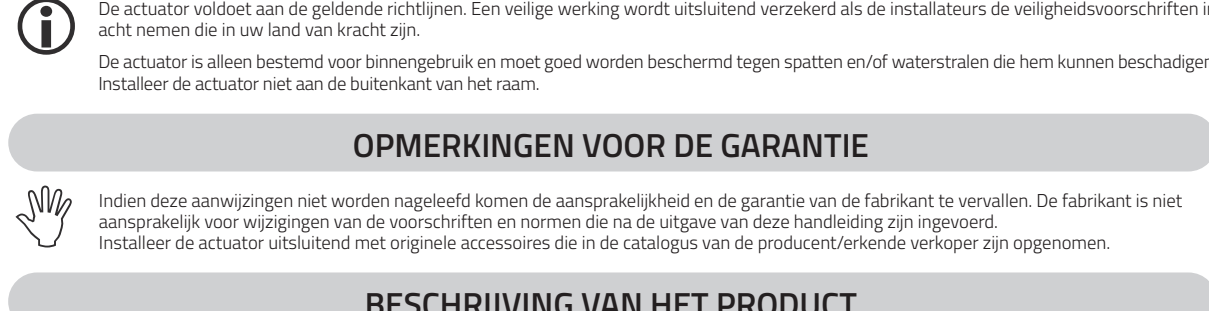 De actuator voldoet aan de geldende richtlijnen. Een veilige werking wordt uitsluitend verzekerd als de installateurs de veiligheidsvoorschriften in
acht nemen die in uw land van kracht zijn.
De actuator is alleen bestemd voor binnengebruik en moet goed worden beschermd tegen spatten en/of waterstralen die hem kunnen beschadigen
Installeer de actuator niet aan de buitenkant van het raam.
OPMERKINGEN VOOR DE GARANTIE
Indien deze aanwijzingen niet worden nageleefd komen de aansprakelijkheid en de garantie van de fabrikant te vervallen. De fabrikant is niet
aansprakelijk voor wijzigingen van de voorschriften en normen die na de uitgave van deze handleiding zijn ingevoerd.
Installeer de actuator uitsluitend met originele accessoires die in de catalogus van de producent/erkende verkoper zijn opgenomen.
BESCHRIJVING VAN HET PRODUCT